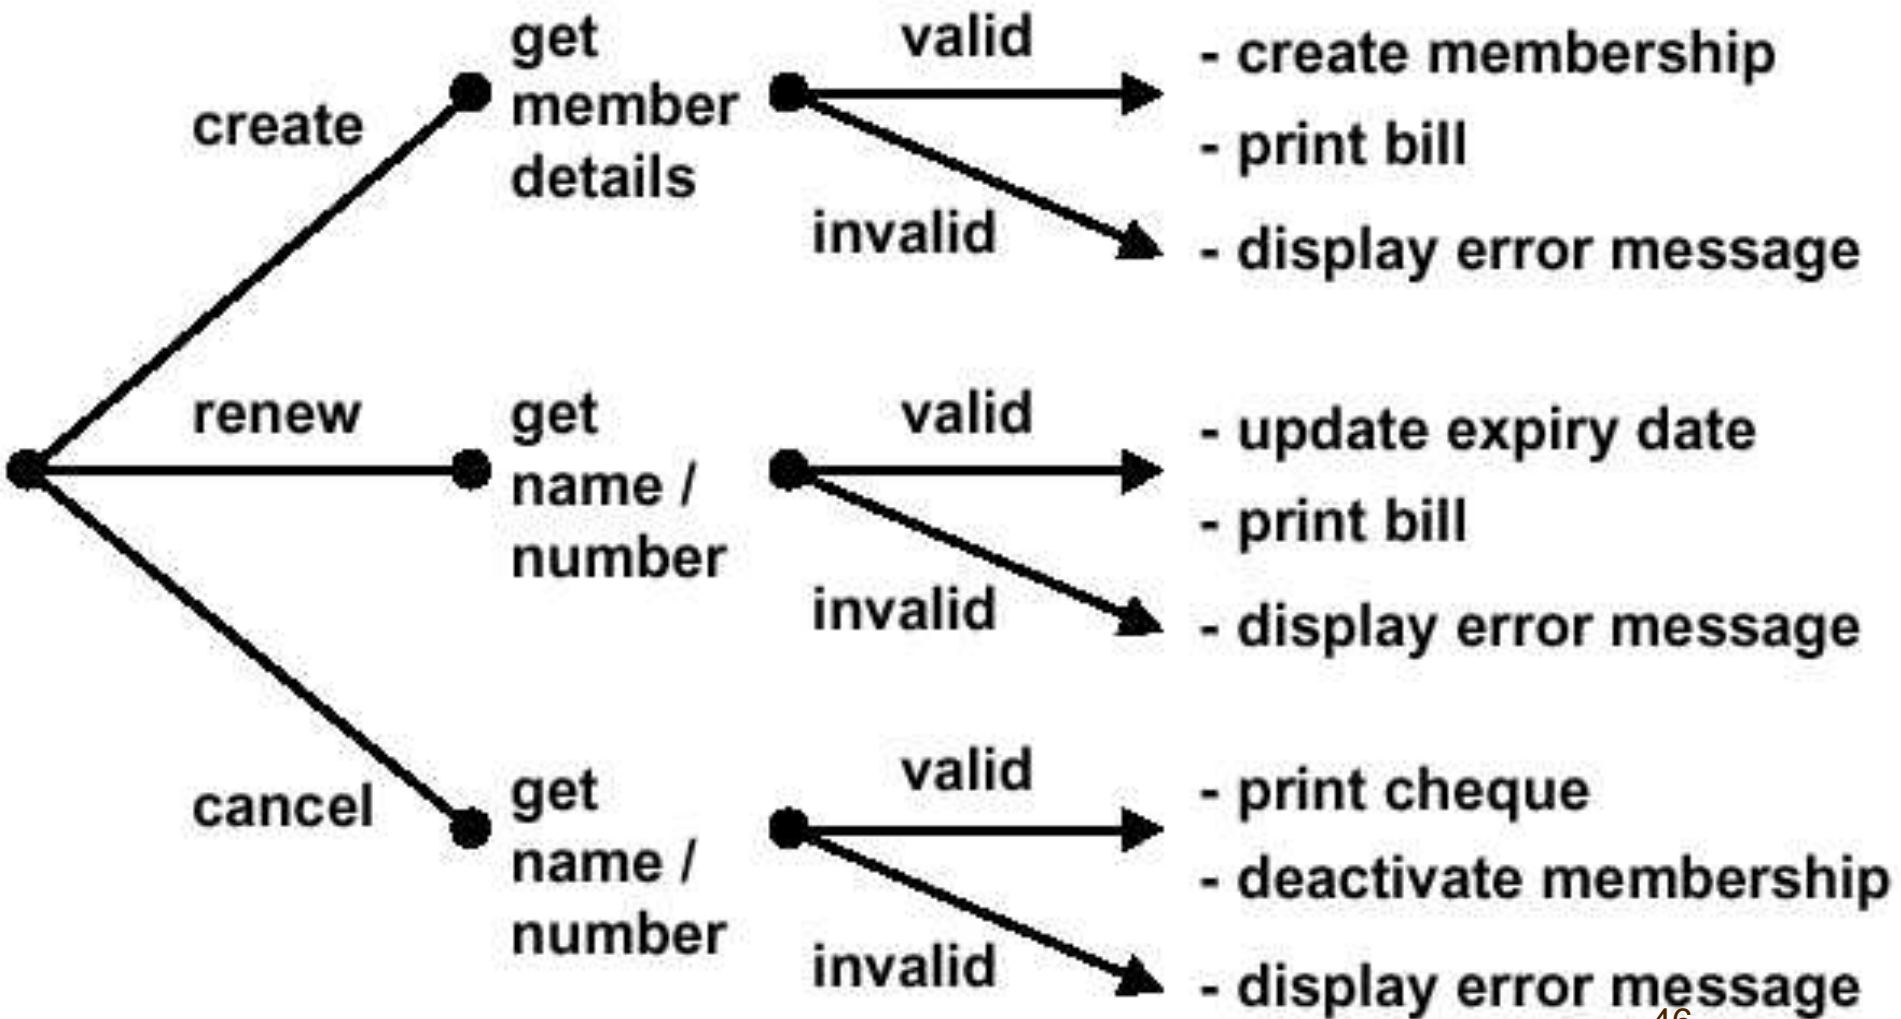 create
get
member
details
valid
- create membership
- print bill
invalid
- display error message
renew
get
name /
number
valid
- update expiry date
- print bill
invalid
- display error message
cancel
get
name /
number
valid
- print cheque
- deactivate membership
invalid
- display error message
46